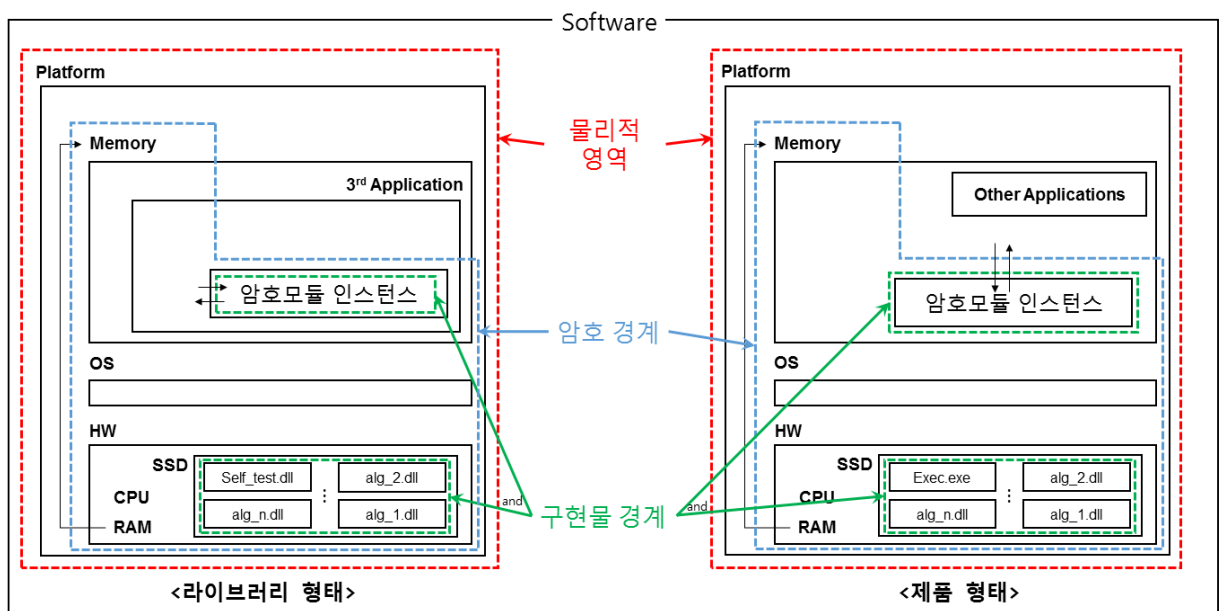 Software
Platform
Memory
3rd Application
암호모듈 인스턴스
OS
HW
SSD
Self_test.dll
alg_2.dll
⋮
CPU
alg_n.dll
alg_1.dll
RAM
<라이브러리 형태>
물리적
영역
암호 경계
and
구현물 경계
and
Platform
Memory
Other Applications
암호모듈 인스턴스
OS
HW
SSD
Exec.exe
alg_2.dll
⋮
CPU
alg_n.dll
alg_1.dll
RAM
<제품 형태>